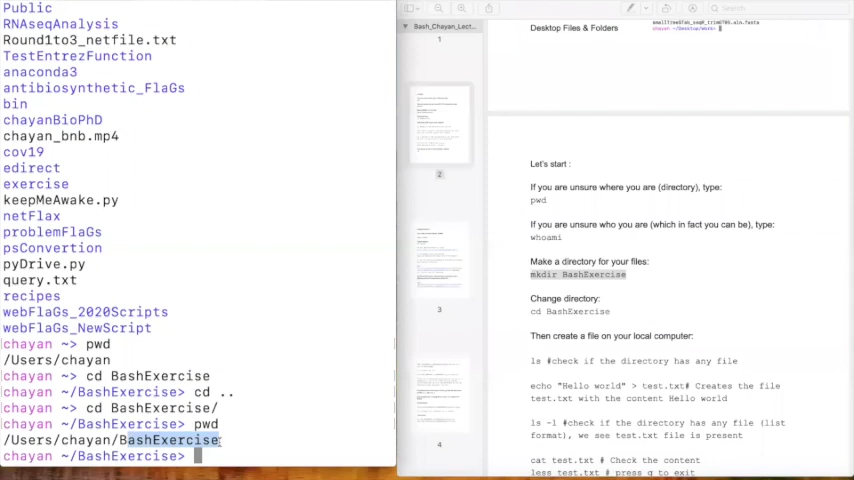 Public
RNAseqAnalysis
Round1to3_netfile.txt
TestEntrezFunction
anaconda3
antibiosynthetic_FlaGs
bin
chayanBioPhD
chayan_bnb.mp4
cov19
edirect
exercise
keepMeAwake.py
netFlax
problemFlaGs
psConvertion
pyDrive.py
query.txt
recipes
webFlaGs_2020Scripts
webFlaGs_NewScript
chayan ~> pwd
/Users/chayan
chayan ~> cd BashExercise
chayan ~/BashExercise> cd ..
chayan ~> cd BashExercise/
chayan ~/BashExercise> pwd
/Users/chayan/BashExercise
chayan ~/BashExercise>
Search
Bash_Chayan_Lect...
1
2
3
4
Desktop Files & Folders
chayan ~/Desktop/work>
Let's start :
If you are unsure where you are (directory), type:
pwd
If you are unsure who you are (which in fact you can be), type:
whoami
Make a directory for your files:
mkdir BashExercise
Change directory:
cd BashExercise
Then create a file on your local computer:
ls #check if the directory has any file
echo "Hello world" > test.txt# Creates the file
test.txt with the content Hello world
ls -l #check if the directory has any file (list
format), we see test.txt file is present
cat test.txt # Check the content
less test.txt # press q to exit